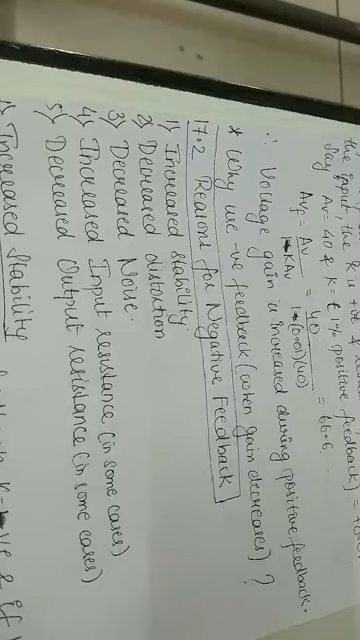 the input, the k is
Say Av = 40 & k = + 1% positive feedback) =
Avf = Av / 1-KAv = 40 / 1-(0.01)(40) = 66.6
∴ Voltage gain is increased during positive feedback.
* Why use -ve feedback (when gain decreases) ?
17.2 Reasons for Negative Feedback
1) Increased stability
2) Decreased distortion
3) Decreased Noise.
4) Increased Input resistance (in some cases)
5) Decreased Output resistance (in some cases)
1) Increased Stability